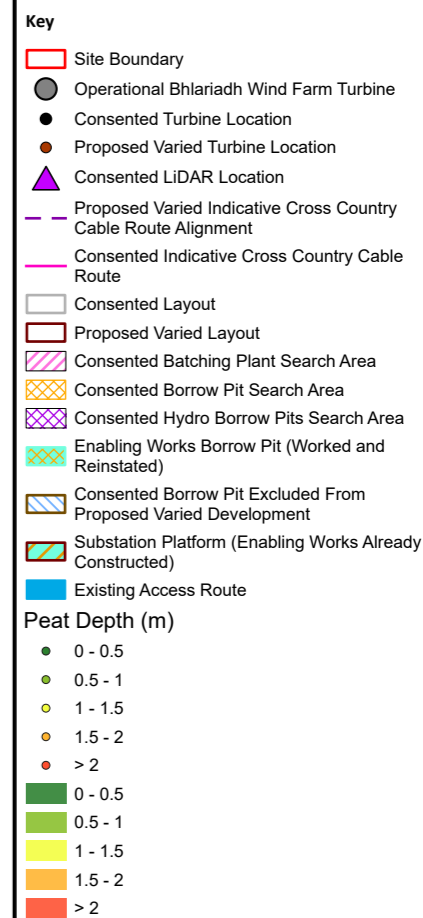 Key
Site Boundary
Operational Bhlariadh Wind Farm Turbine
Consented Turbine Location
Proposed Varied Turbine Location
Consented LiDAR Location
Proposed Varied Indicative Cross Country
Cable Route Alignment
Consented Indicative Cross Country Cable
Route
Consented Layout
Proposed Varied Layout
Consented Batching Plant Search Area
Consented Borrow Pit Search Area
Consented Hydro Borrow Pits Search Area
Enabling Works Borrow Pit (Worked and
Reinstated)
Consented Borrow Pit Excluded From
Proposed Varied Development
Substation Platform (Enabling Works Already
Constructed)
Existing Access Route
Peat Depth (m)
0 - 0.5
0.5 - 1
1 - 1.5
1.5 - 2
> 2
0 - 0.5
0.5 - 1
1 - 1.5
1.5 - 2
> 2